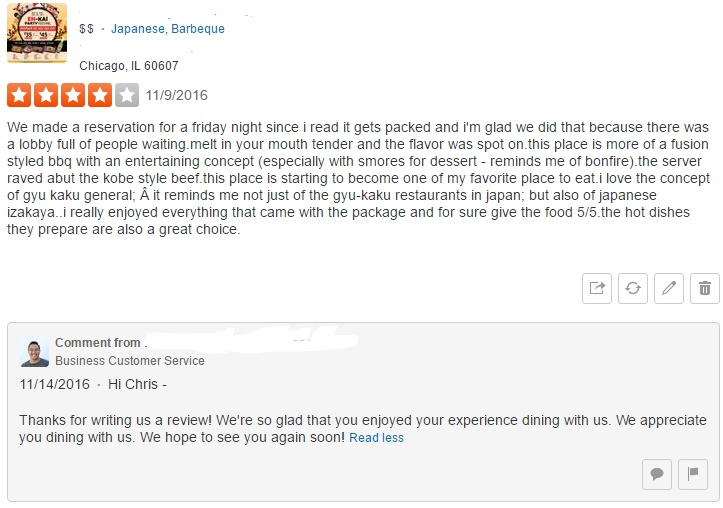 EN-KAI
PARTY
$35 $45
$$ · Japanese, Barbeque
Chicago, IL 60607
11/9/2016
We made a reservation for a friday night since i read it gets packed and i'm glad we did that because there was
a lobby full of people waiting.melt in your mouth tender and the flavor was spot on.this place is more of a fusion
styled bbq with an entertaining concept (especially with smores for dessert - reminds me of bonfire).the server
raved abut the kobe style beef.this place is starting to become one of my favorite place to eat.i love the concept
of gyu kaku general; Â it reminds me not just of the gyu-kaku restaurants in japan; but also of japanese
izakaya..i really enjoyed everything that came with the package and for sure give the food 5/5.the hot dishes
they prepare are also a great choice.
Comment from .
Business Customer Service
11/14/2016 · Hi Chris -
Thanks for writing us a review! We're so glad that you enjoyed your experience dining with us. We appreciate
you dining with us. We hope to see you again soon! Read less